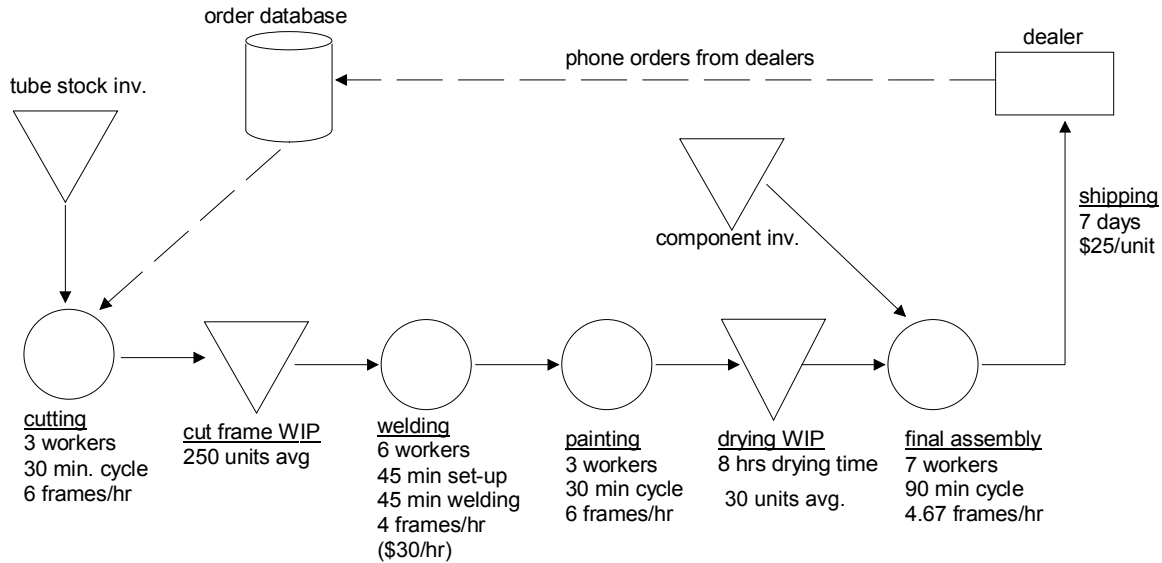 order database
dealer
phone orders from dealers
tube stock inv.
shipping
7 days
$25/unit
component inv.
cutting
3 workers
30 min. cycle
6 frames/hr
cut frame WIP
250 units avg
welding
6 workers
45 min set-up
45 min welding
4 frames/hr
($30/hr)
painting
3 workers
30 min cycle
6 frames/hr
drying WIP
8 hrs drying time
30 units avg.
final assembly
7 workers
90 min cycle
4.67 frames/hr